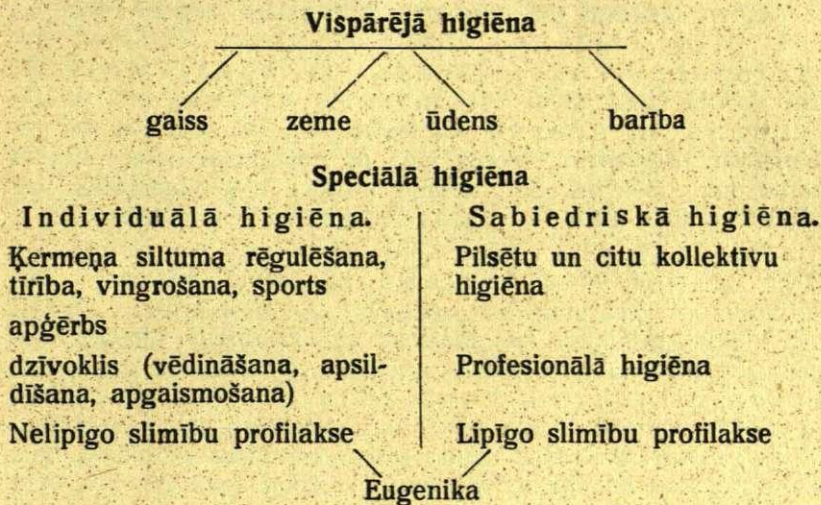 Vispārējā higiēna
gaiss zeme ūdens barība
Speciālā higiēna
Individuālā higiēna.
Ķermeņa siltuma rēgulēšana,
tīrība, vingrošana, sports
apģērbs
dzīvoklis (vēdināšana, apsil-
dīšana, apgaismošana)
Nelipīgo slimību profilakse
Sabiedriskā higiēna.
Pilsētu un citu kollektīvu
higiēna
Profesionālā higiēna
Lipīgo slimību profilakse
Eugenika